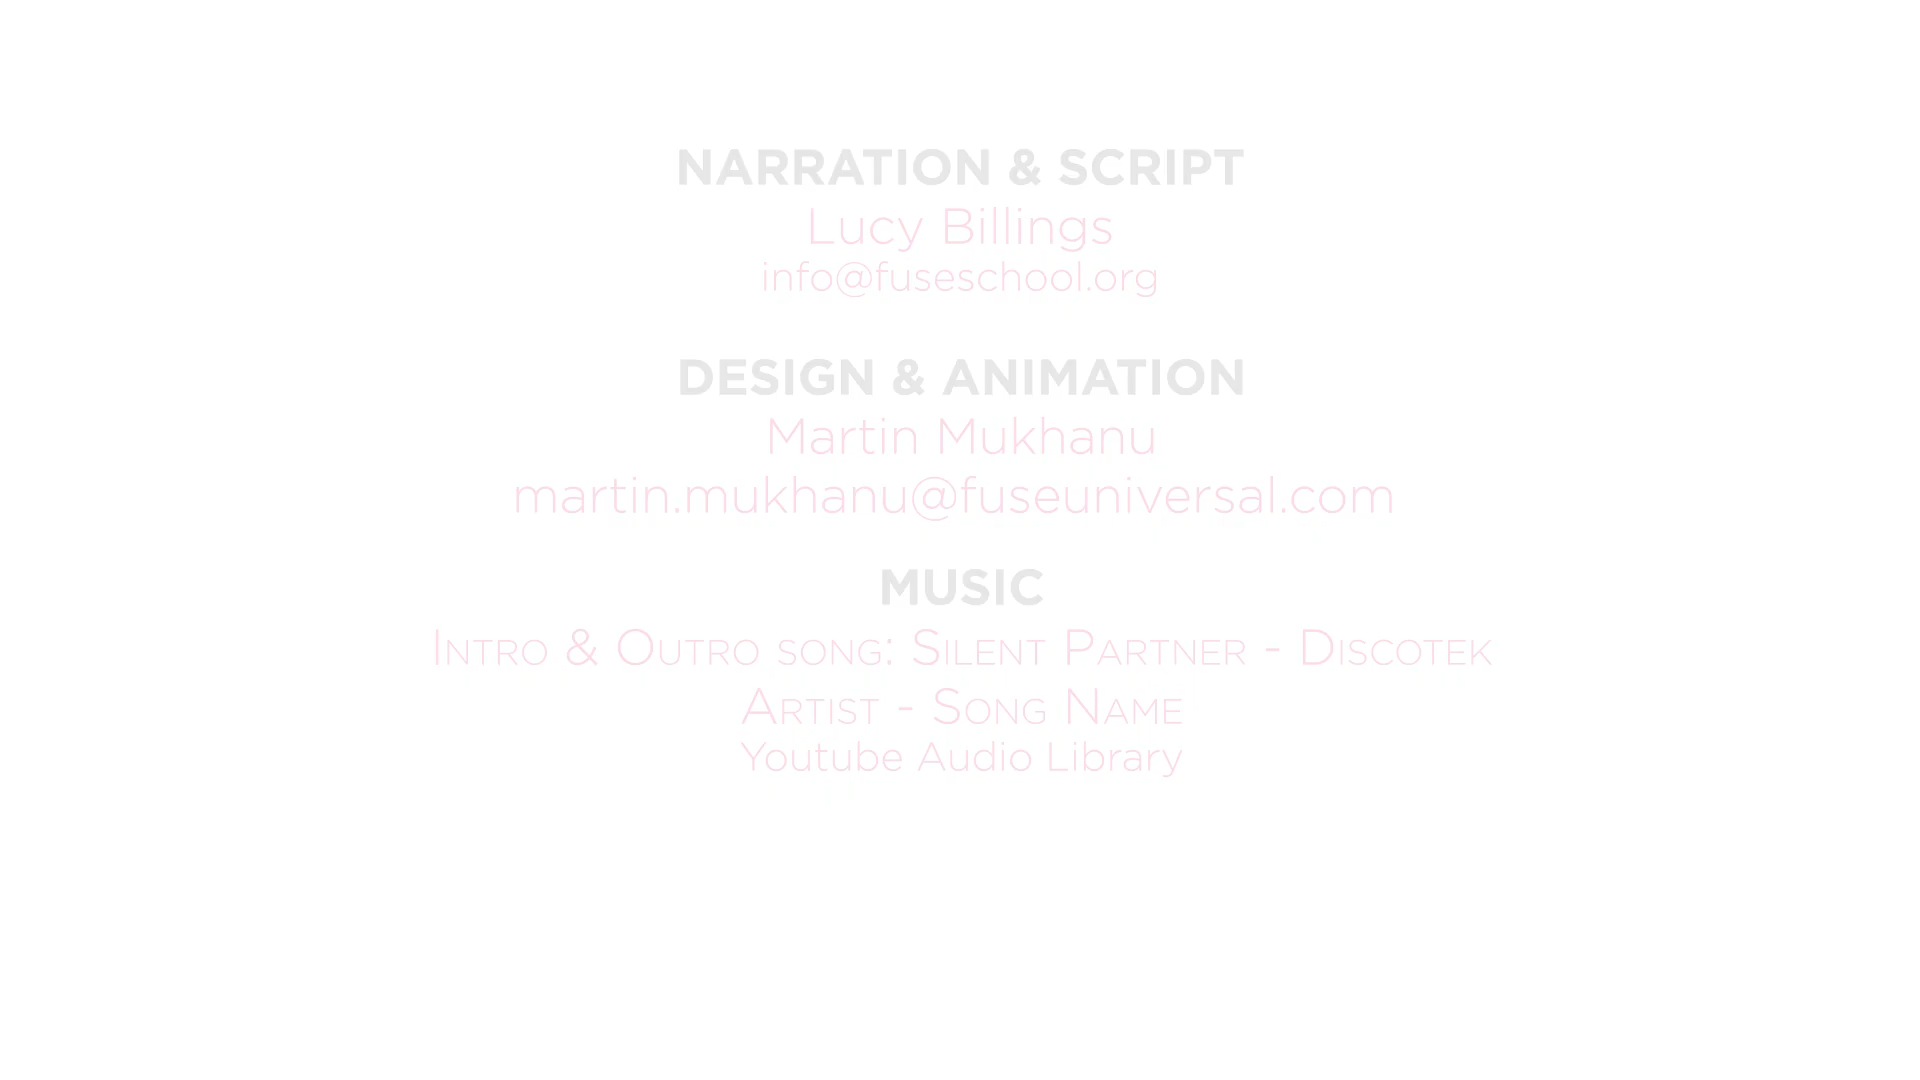 NARRATION & SCRIPT
Lucy Billings
info@fuseschool.org
DESIGN & ANIMATION
Martin Mukhanu
martin.mukhanu@fuseuniversal.com
MUSIC
Intro & Outro song: Silent Partner - Discotek
Artist - Song Name
Youtube Audio Library